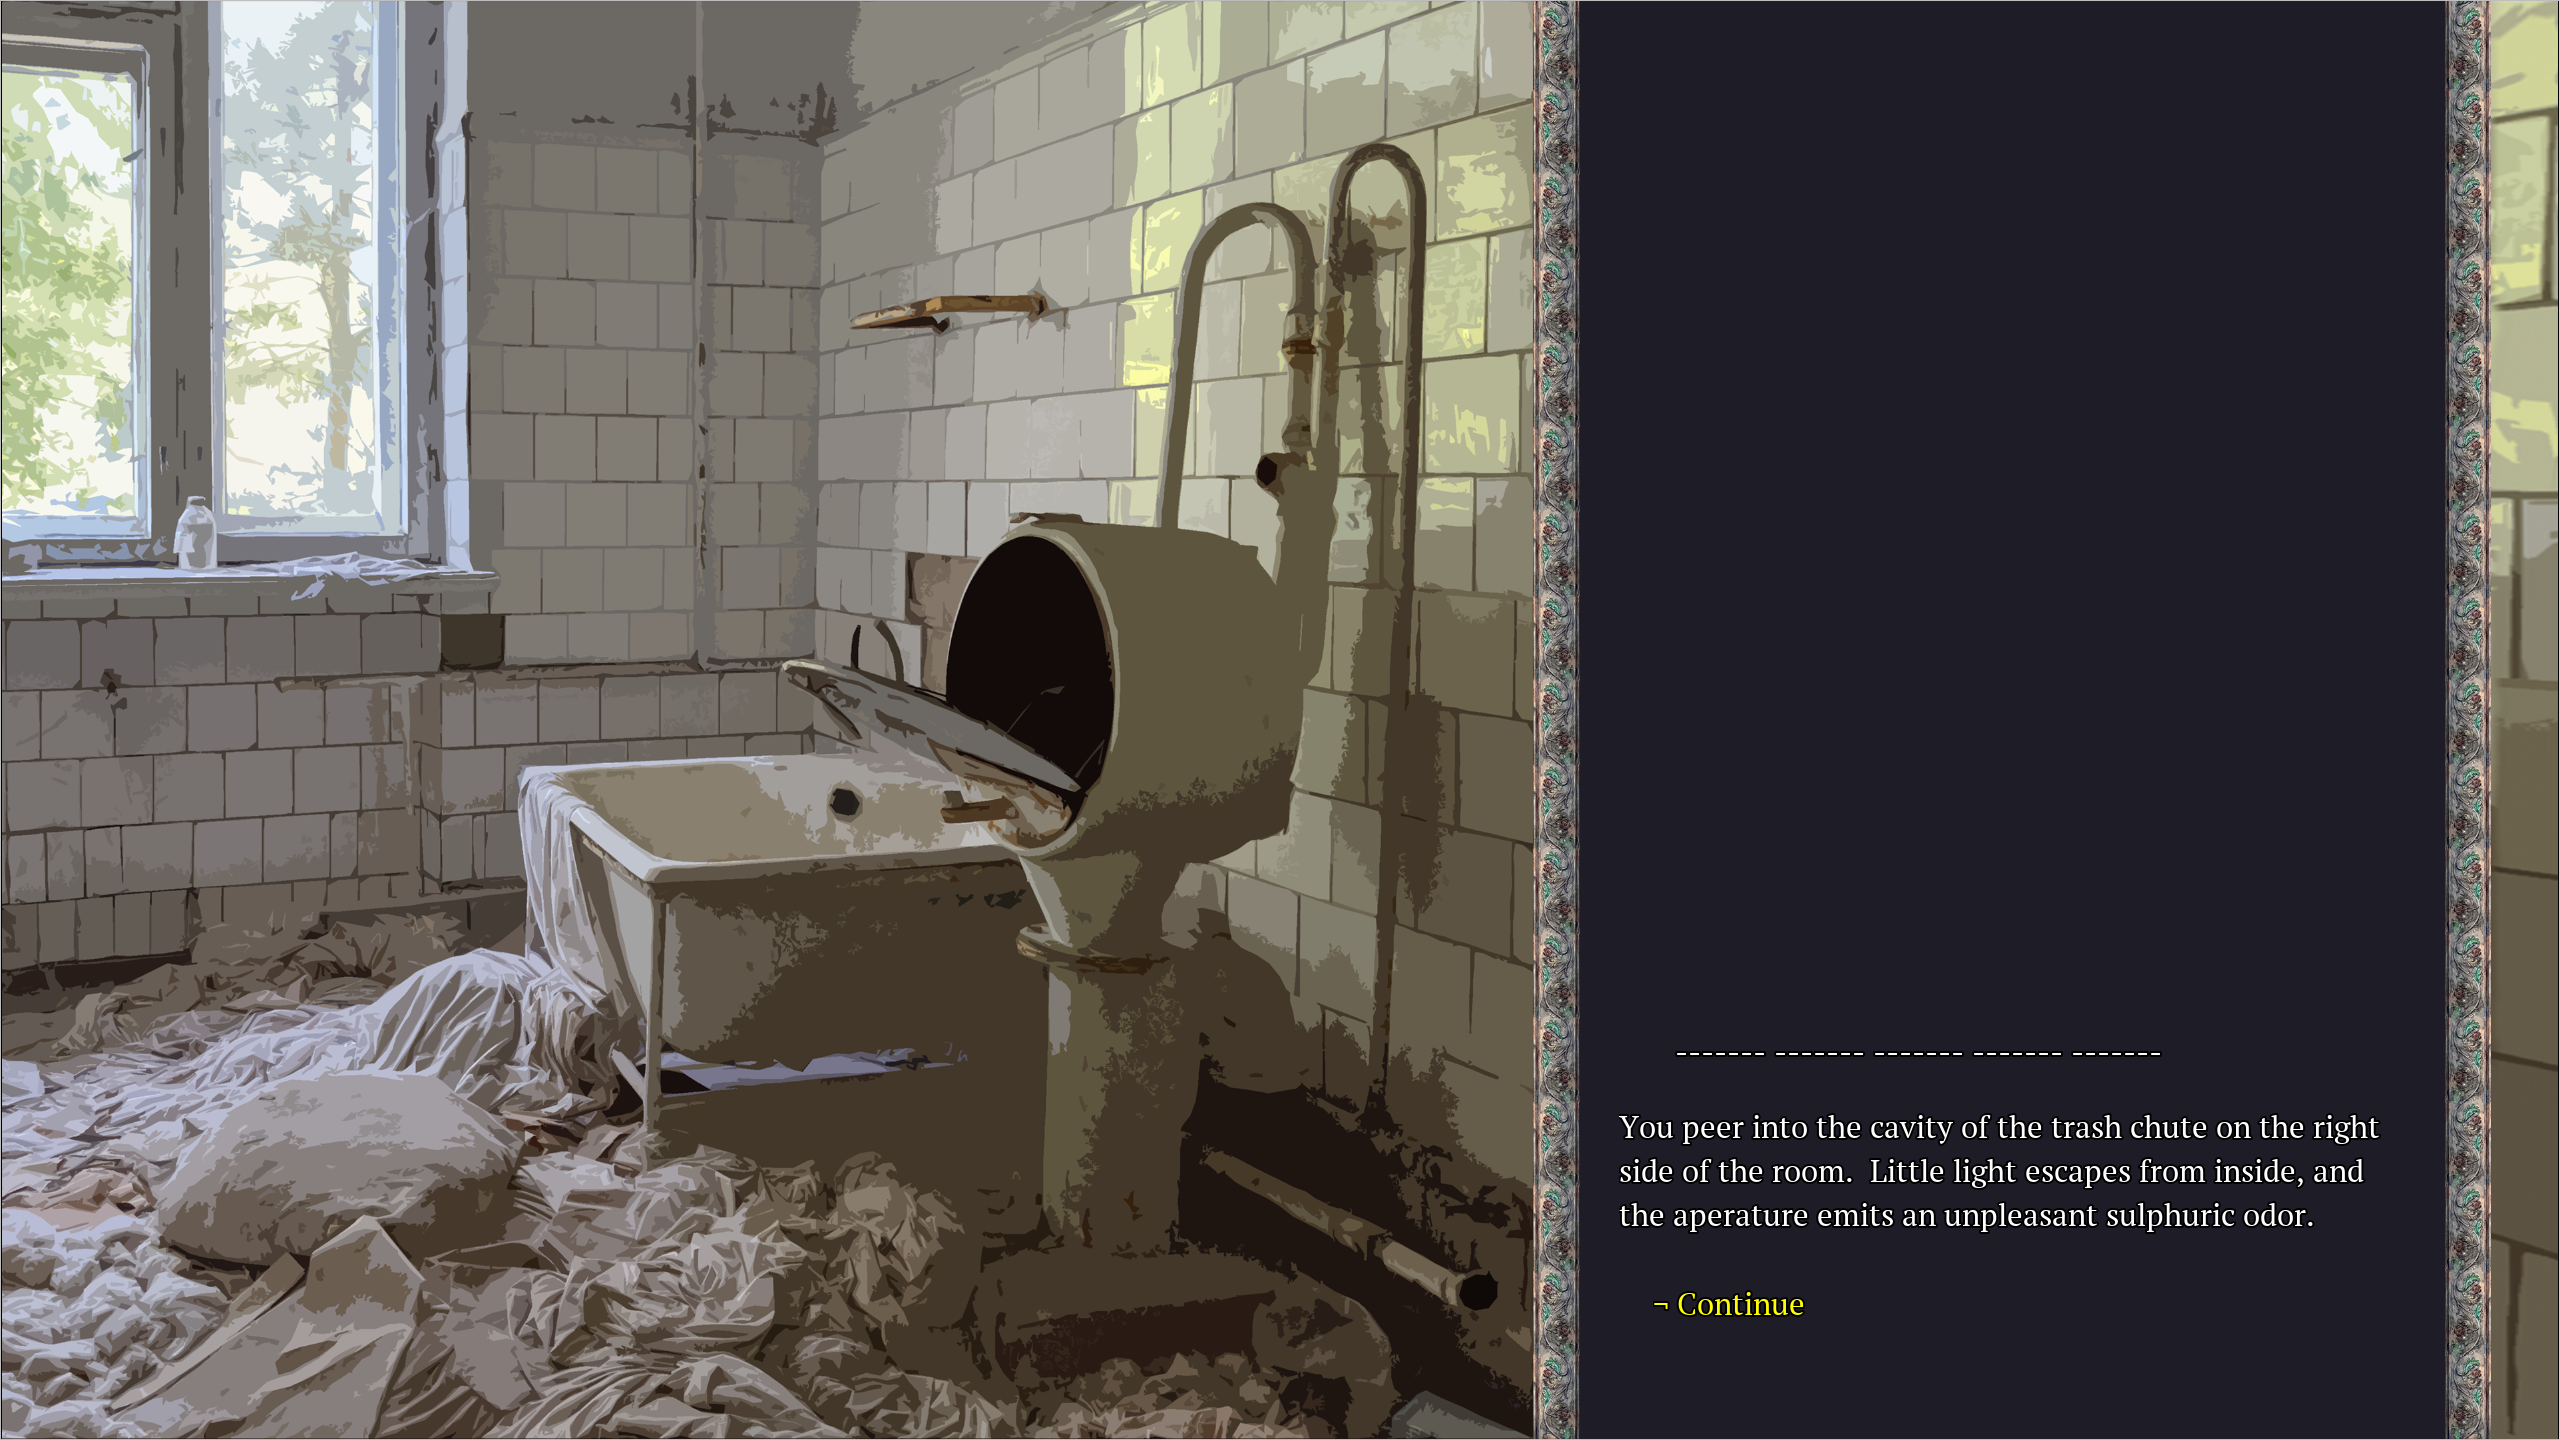 ------- ------- ------- ------- -------
You peer into the cavity of the trash chute on the right
side of the room.  Little light escapes from inside, and
the aperature emits an unpleasant sulphuric odor.
¬ Continue